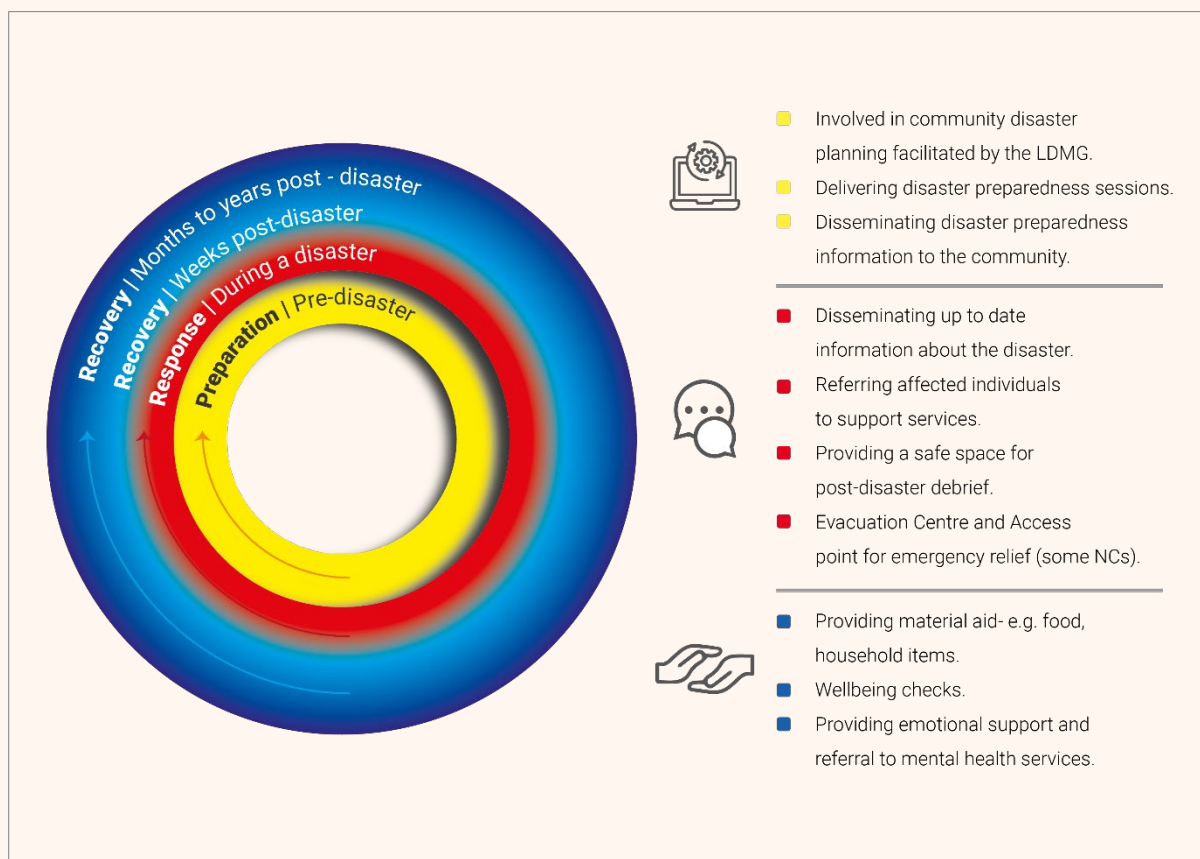 Recovery | Months to years post - disaster
Recovery | Weeks post-disaster
Response | During a disaster
Preparation | Pre-disaster
Involved in community disaster
planning facilitated by the LDMG.
Delivering disaster preparedness sessions.
Disseminating disaster preparedness
information to the community.
Disseminating up to date
information about the disaster.
Referring affected individuals
to support services.
Providing a safe space for
post-disaster debrief.
Evacuation Centre and Access
point for emergency relief (some NCs).
Providing material aid- e.g. food,
household items.
Wellbeing checks.
Providing emotional support and
referral to mental health services.